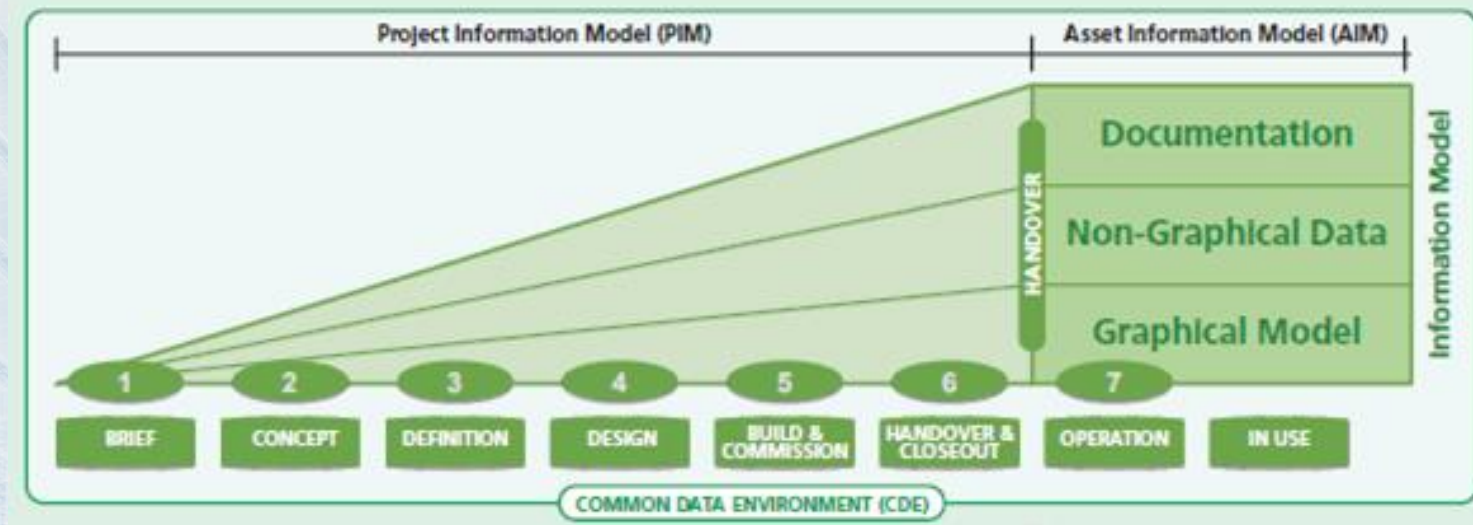 Project Information Model (PIM)
Asset Information Model (AIM)
Documentation
Non-Graphical Data
Graphical Model
HANDOVER
Information Model
1
2
3
4
5
6
7
BRIEF
CONCEPT
DEFINITION
DESIGN
BUILD &
COMMISSION
HANDOVER &
CLOSEOUT
OPERATION
IN USE
COMMON DATA ENVIRONMENT (CDE)